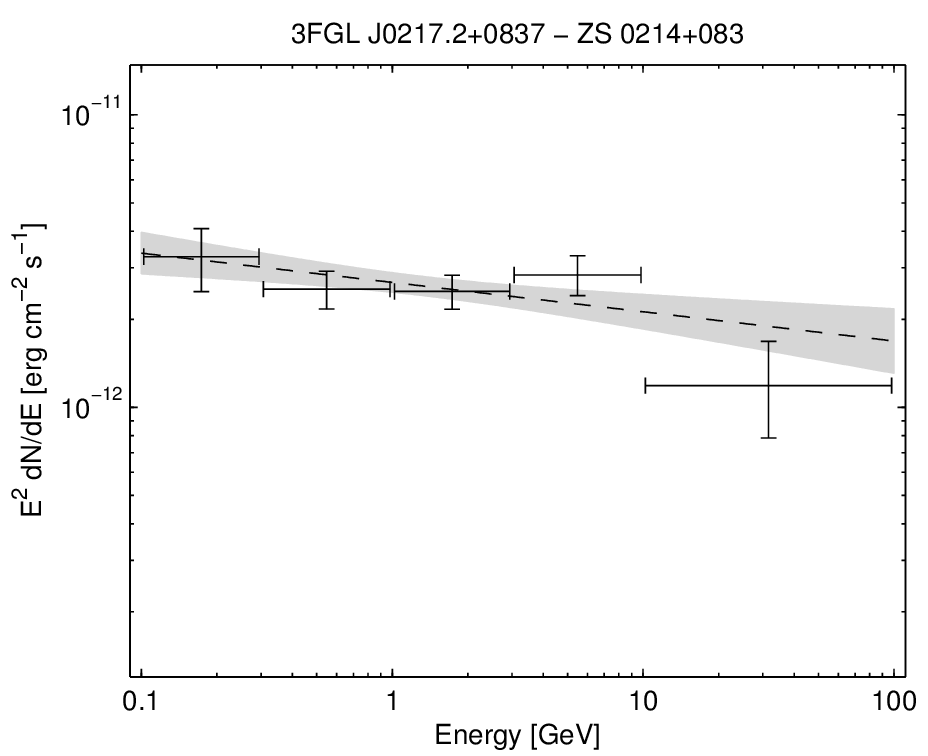 3FGL J0217.2+0837 − ZS 0214+083
10⁻¹¹
10⁻¹²
E² dN/dE [erg cm⁻² s⁻¹]
0.1 1 10 100
Energy [GeV]